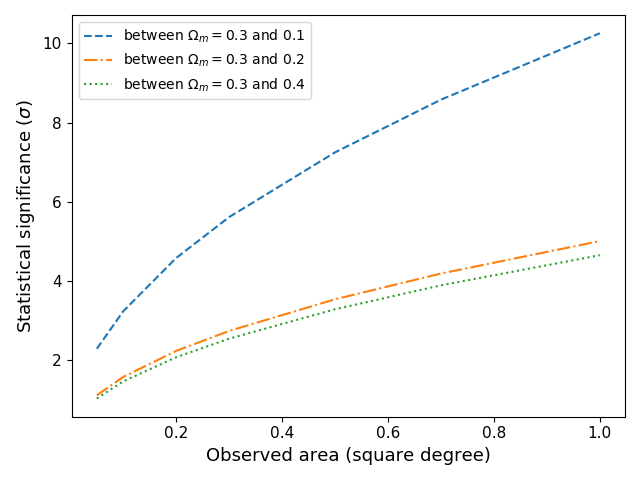 between Ωm = 0.3 and 0.1
between Ωm = 0.3 and 0.2
between Ωm = 0.3 and 0.4
Statistical significance (σ)
10
8
6
4
2
0.2 0.4 0.6 0.8 1.0
Observed area (square degree)